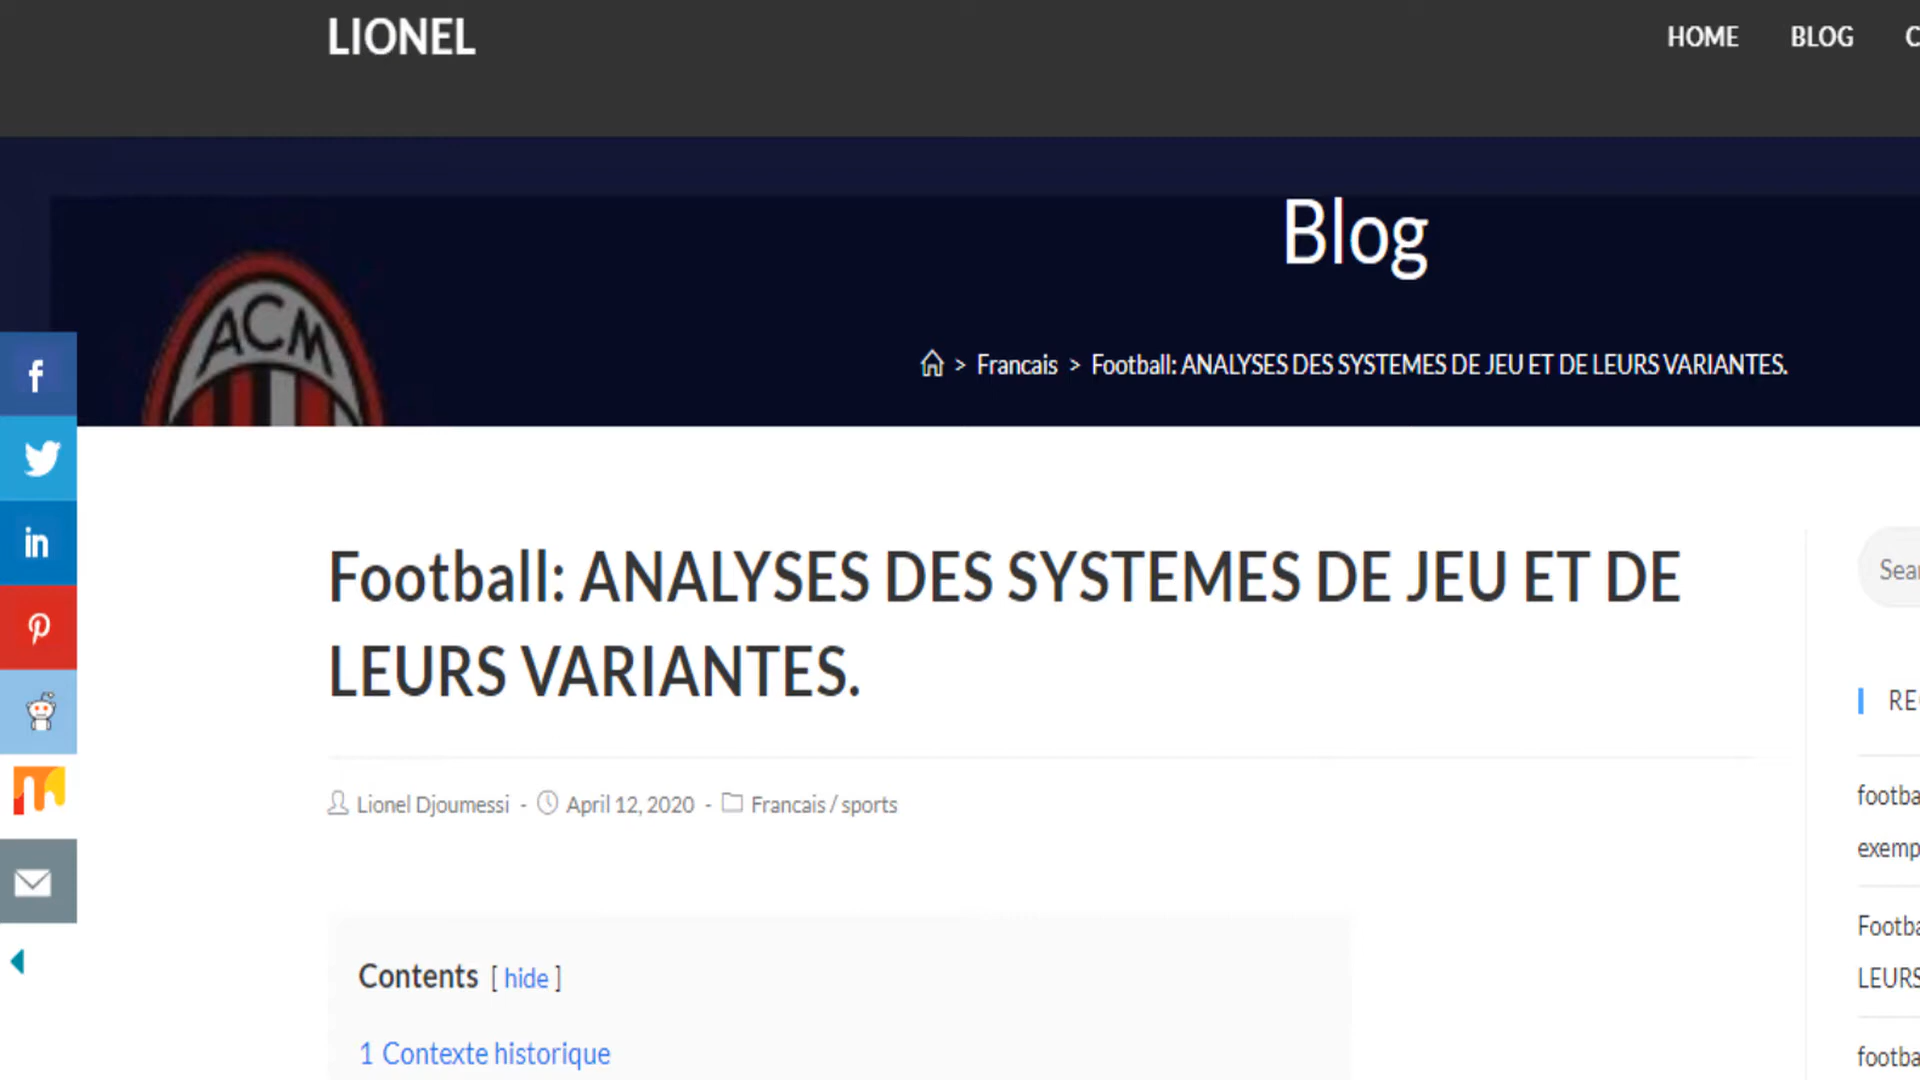 LIONEL
HOME BLOG
Blog
> Francais > Football: ANALYSES DES SYSTEMES DE JEU ET DE LEURS VARIANTES.
ACM
f
in
Football: ANALYSES DES SYSTEMES DE JEU ET DE
LEURS VARIANTES.
Lionel Djoumessi - April 12, 2020 - Francais / sports
Contents [ hide ]
1 Contexte historique
LEURS